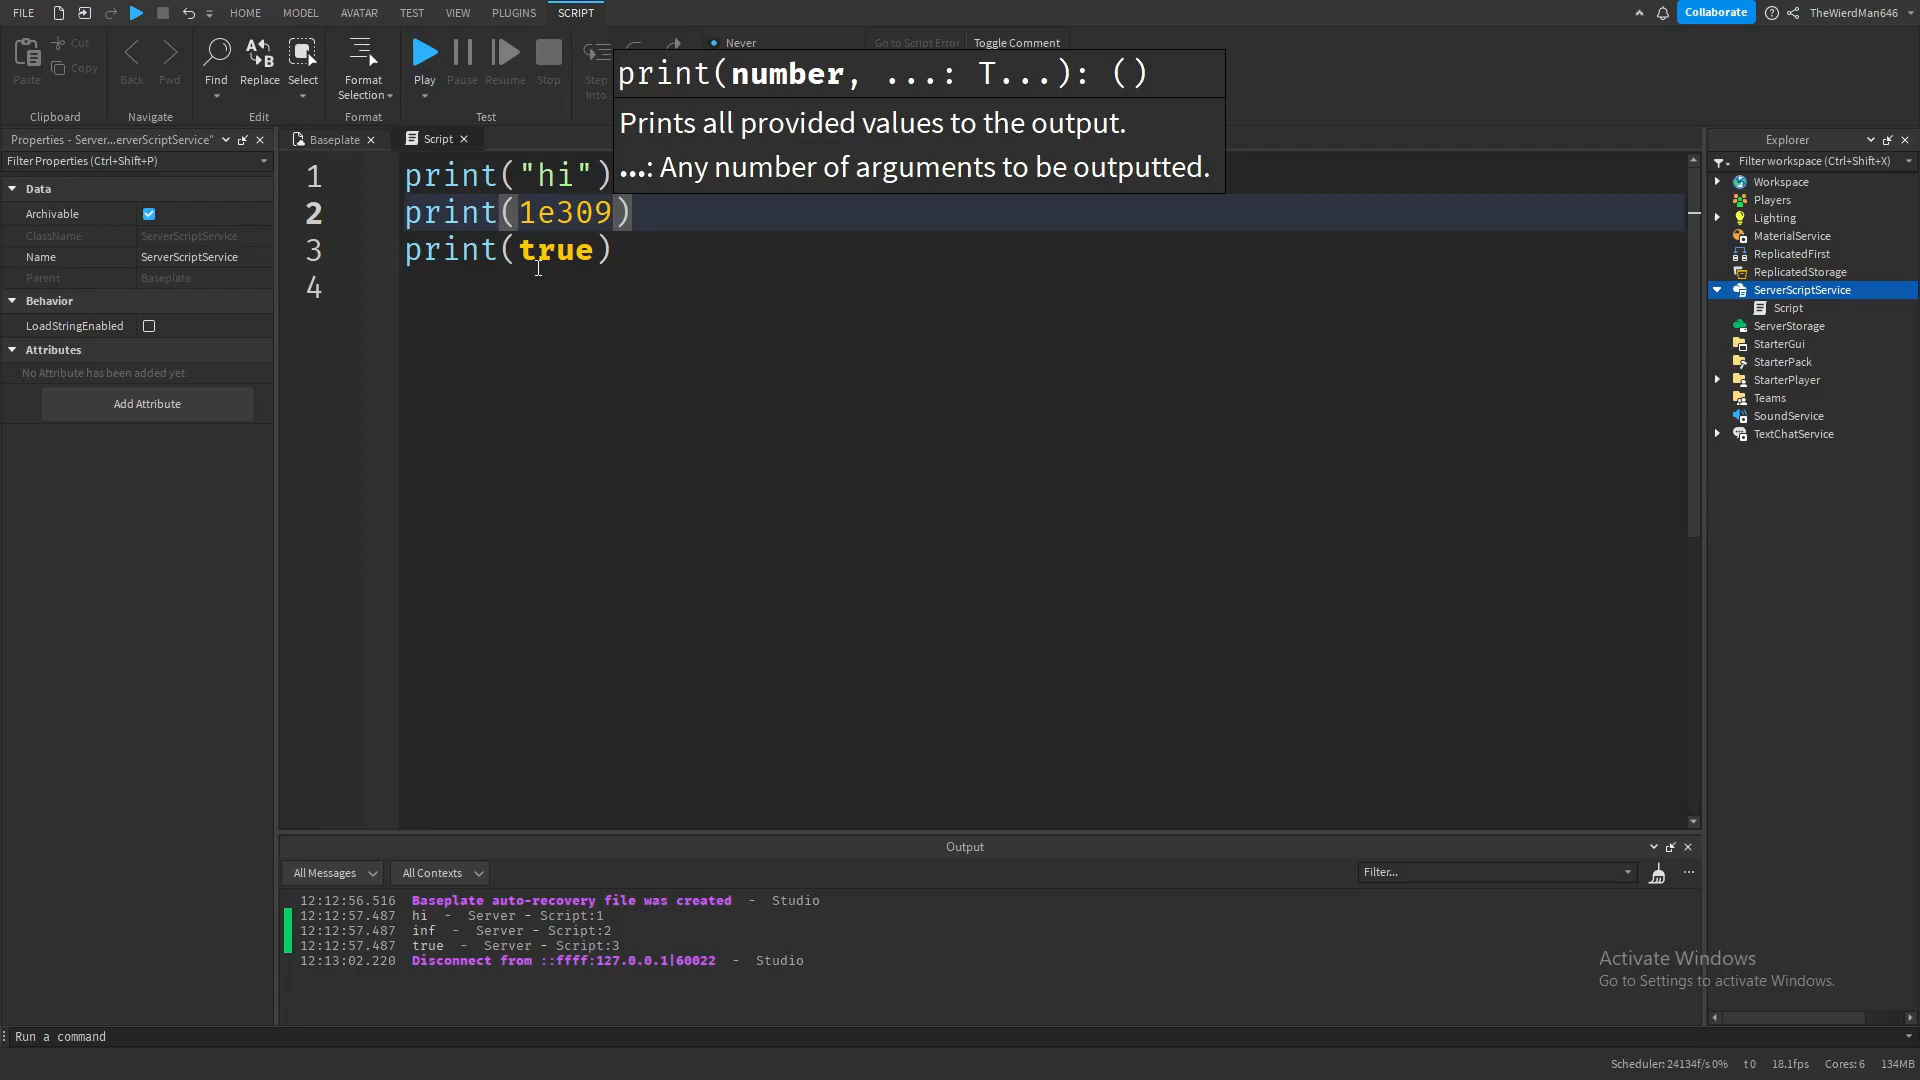 FILE HOME MODEL AVATAR TEST VIEW PLUGINS SCRIPT Collaborate TheWierdMan646
Paste Cut Copy Back Fwd Find Replace Select Format Selection Play Pause Resume Stop Step Into Never Go to Script Error Toggle Comment
Clipboard Navigate Edit Format Test
print(number, ...: T...): ()
Prints all provided values to the output.
...: Any number of arguments to be outputted.
Properties - Server...erverScriptService"
Filter Properties (Ctrl+Shift+P)
Data
Archivable
ClassName ServerScriptService
Name ServerScriptService
Parent Baseplate
Behavior
LoadStringEnabled
Attributes
No Attribute has been added yet
Add Attribute
Baseplate Script
1 print("hi")
2 print(1e309)
3 print(true)
4
Explorer
Filter workspace (Ctrl+Shift+X)
Workspace
Players
Lighting
MaterialService
ReplicatedFirst
ReplicatedStorage
ServerScriptService
Script
ServerStorage
StarterGui
StarterPack
StarterPlayer
Teams
SoundService
TextChatService
Output
All Messages All Contexts Filter...
12:12:56.516 Baseplate auto-recovery file was created - Studio
12:12:57.487 hi - Server - Script:1
12:12:57.487 inf - Server - Script:2
12:12:57.487 true - Server - Script:3
12:13:02.220 Disconnect from ::ffff:127.0.0.1|60022 - Studio
Activate Windows
Go to Settings to activate Windows.
Run a command
Scheduler: 24134f/s 0% t 0 18.1fps Cores: 6 134MB